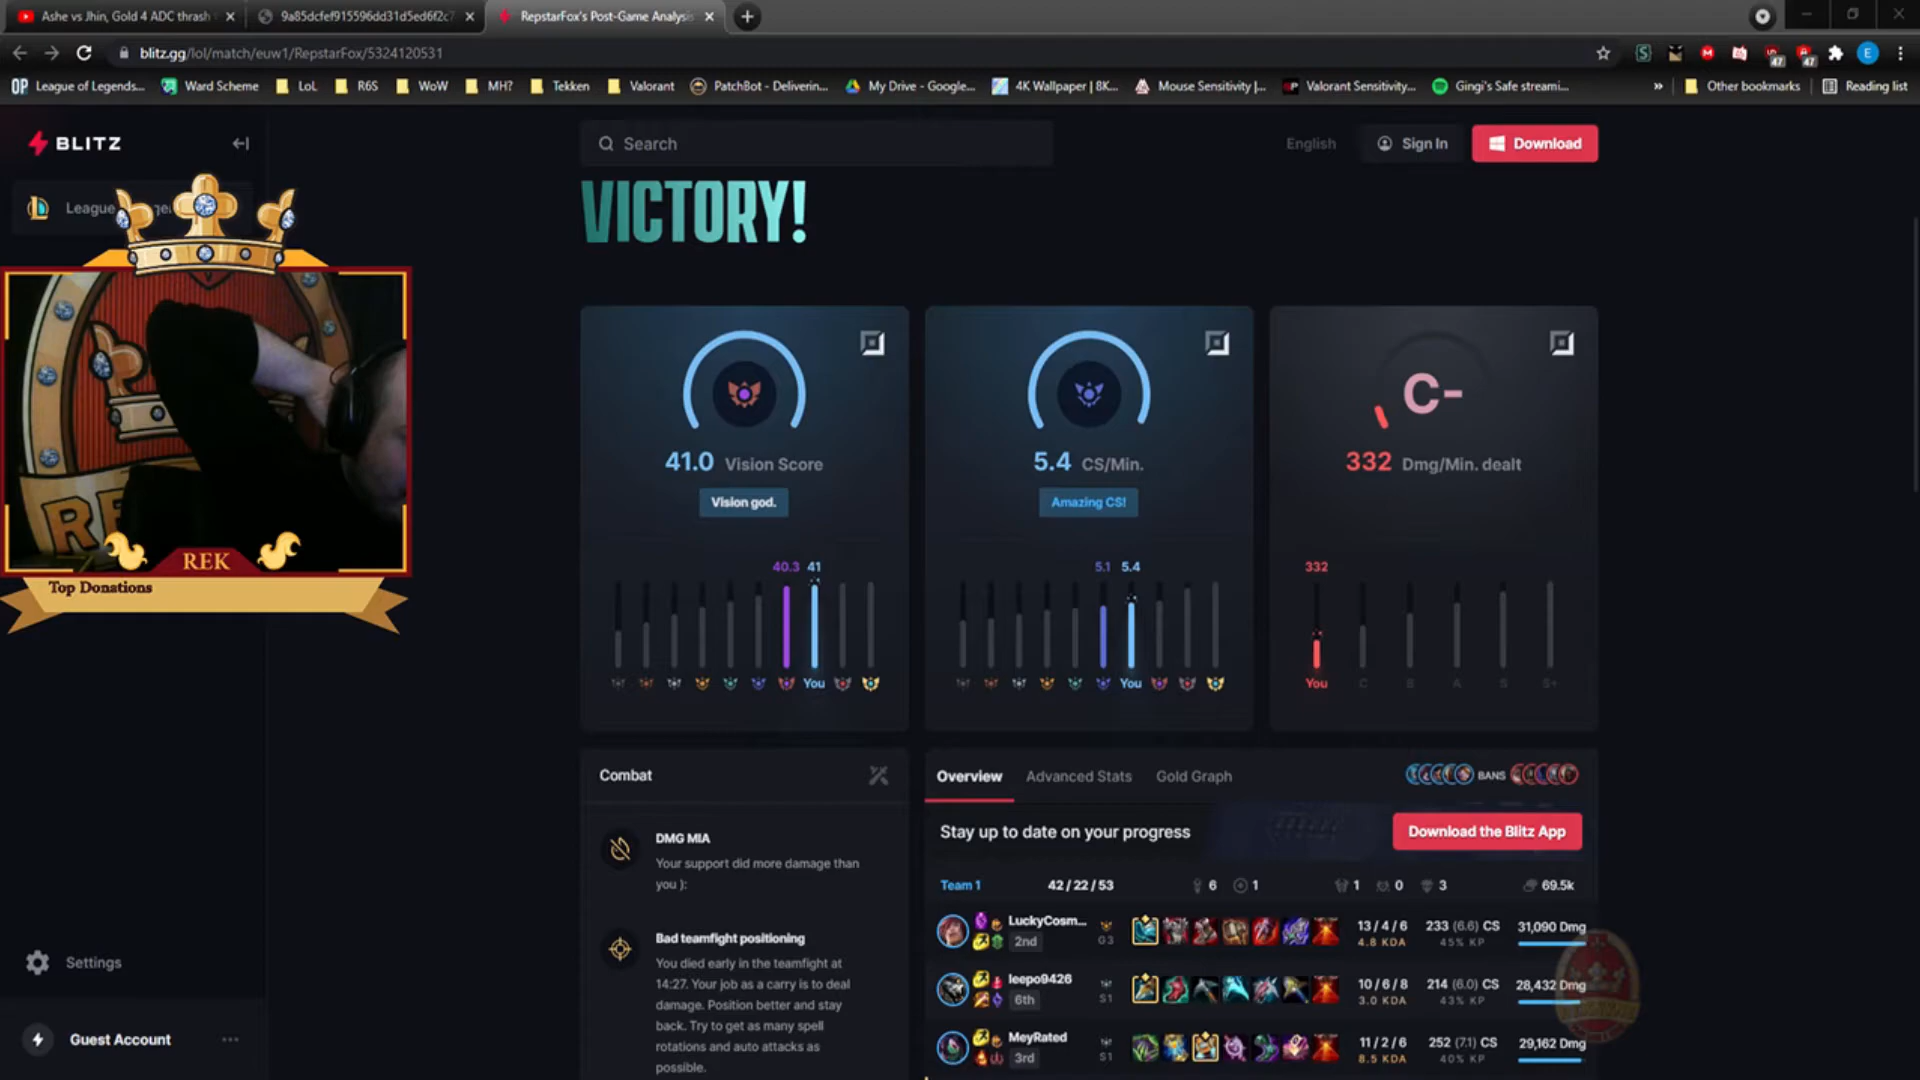 Ashe vs Jhin, Gold 4 ADC thrash
9a85dcfef915596dd31d5ed6f2c7
RepstarFox's Post-Game Analysis
blitz.gg/lol/match/euw1/RepstarFox/5324120531
47
47
E
OP League of Legends...
Ward Scheme
LoL
R6S
WoW
MH?
Tekken
Valorant
PatchBot - Deliverin...
My Drive - Google...
4K Wallpaper | 8K...
Mouse Sensitivity |...
Valorant Sensitivity...
Gingi's Safe streami...
»
Other bookmarks
Reading list
BLITZ
Search
English
Sign In
Download
League
VICTORY!
REK
Top Donations
41.0 Vision Score
Vision god.
40.3 41
You
5.4 CS/Min.
Amazing CS!
5.1 5.4
You
C-
332 Dmg/Min. dealt
332
You C B A S S+
Combat
DMG MIA
Your support did more damage than
you ):
Bad teamfight positioning
You died early in the teamfight at
14:27. Your job as a carry is to deal
damage. Position better and stay
back. Try to get as many spell
rotations and auto attacks as
possible.
Overview
Advanced Stats
Gold Graph
BANS
Stay up to date on your progress
Download the Blitz App
Team 1 42 / 22 / 53 6 1 1 0 3 69.5k
LuckyCosm... 13 / 4 / 6 233 (6.6) CS 31,090 Dmg
2nd G3 4.8 KDA 45% KP
leepo9426 10 / 6 / 8 214 (6.0) CS 28,432 Dmg
6th S1 3.0 KDA 43% KP
MeyRated 11 / 2 / 6 252 (7.1) CS 29,162 Dmg
3rd S1 8.5 KDA 40% KP
Settings
Guest Account